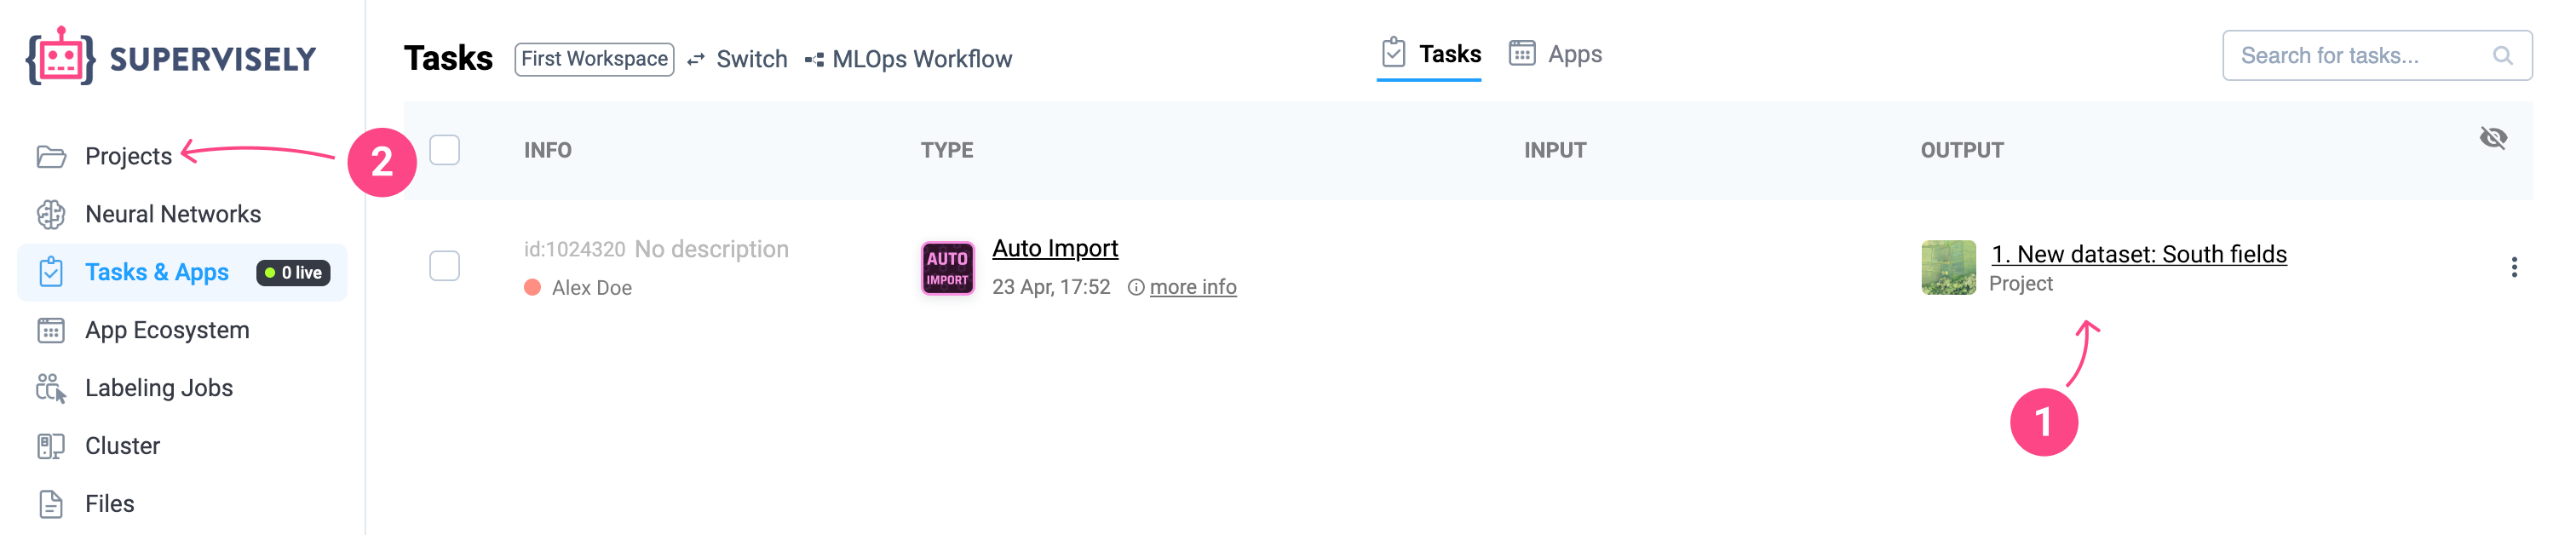 SUPERVISELY
Projects
2
Neural Networks
Tasks & Apps 0 live
App Ecosystem
Labeling Jobs
Cluster
Files
Tasks First Workspace Switch MLOps Workflow
Tasks Apps
Search for tasks...
INFO TYPE INPUT OUTPUT
id:1024320 No description
Alex Doe
AUTO
IMPORT
Auto Import
23 Apr, 17:52 more info
1. New dataset: South fields
Project
1